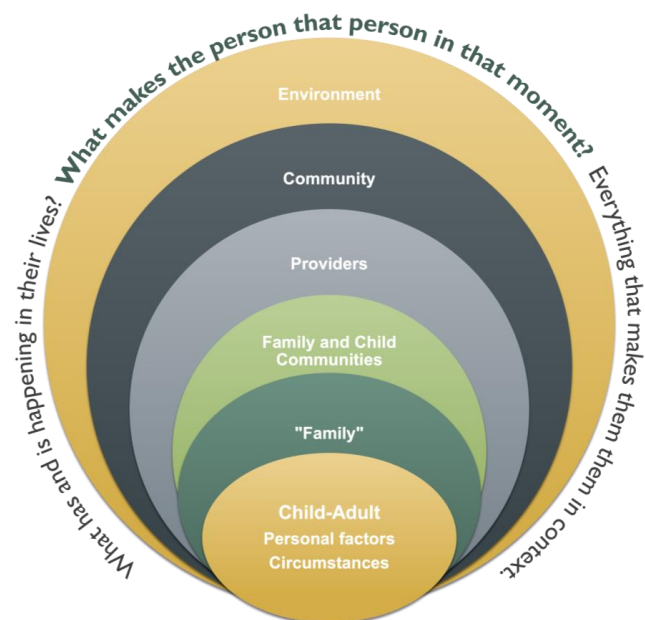 What has and is happening in their lives?
What makes the person that person in that moment?
Everything that makes them them in context.
Environment
Community
Providers
Family and Child
Communities
"Family"
Child-Adult
Personal factors
Circumstances